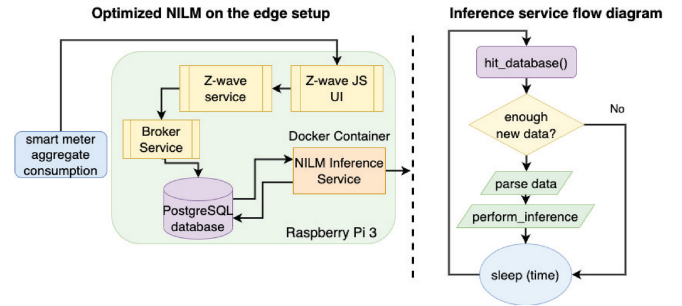 Optimized NILM on the edge setup
Z-wave
service
Z-wave JS
UI
Broker
Service
Docker Container
smart meter
aggregate
consumption
NILM Inference
Service
PostgreSQL
database
Raspberry Pi 3
Inference service flow diagram
hit_database()
enough
new data?
No
parse data
perform_inference
sleep (time)